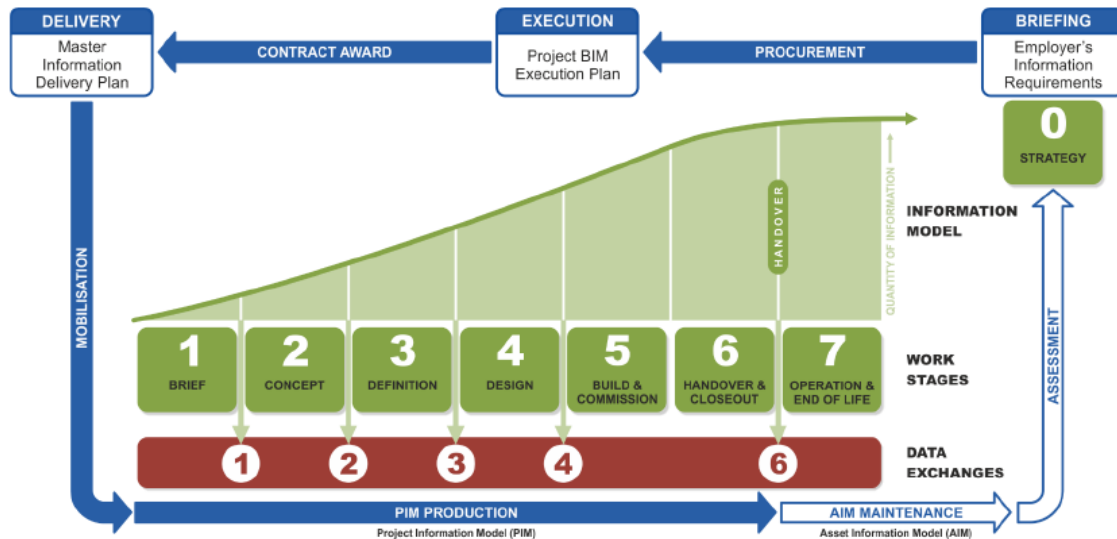 DELIVERY
Master
Information
Delivery Plan
CONTRACT AWARD
EXECUTION
Project BIM
Execution Plan
PROCUREMENT
BRIEFING
Employer's
Information
Requirements
0
STRATEGY
MOBILISATION
HANDOVER
QUANTITY OF INFORMATION
INFORMATION
MODEL
ASSESSMENT
1
BRIEF
2
CONCEPT
3
DEFINITION
4
DESIGN
5
BUILD &
COMMISSION
6
HANDOVER &
CLOSEOUT
7
OPERATION &
END OF LIFE
WORK
STAGES
1
2
3
4
6
DATA
EXCHANGES
PIM PRODUCTION
Project Information Model (PIM)
AIM MAINTENANCE
Asset Information Model (AIM)